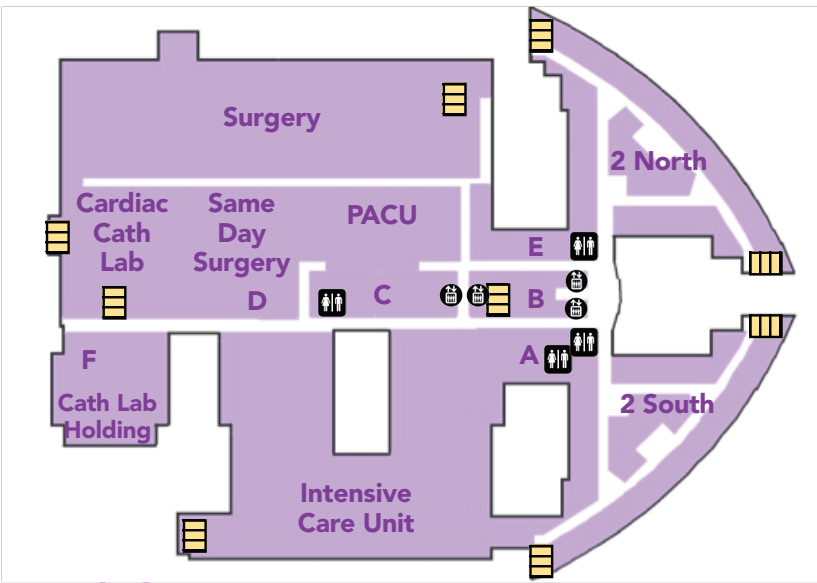 Surgery
2 North
Cardiac
Cath
Lab
Same
Day
Surgery
PACU
E
D
C
B
A
F
Cath Lab
Holding
2 South
Intensive
Care Unit